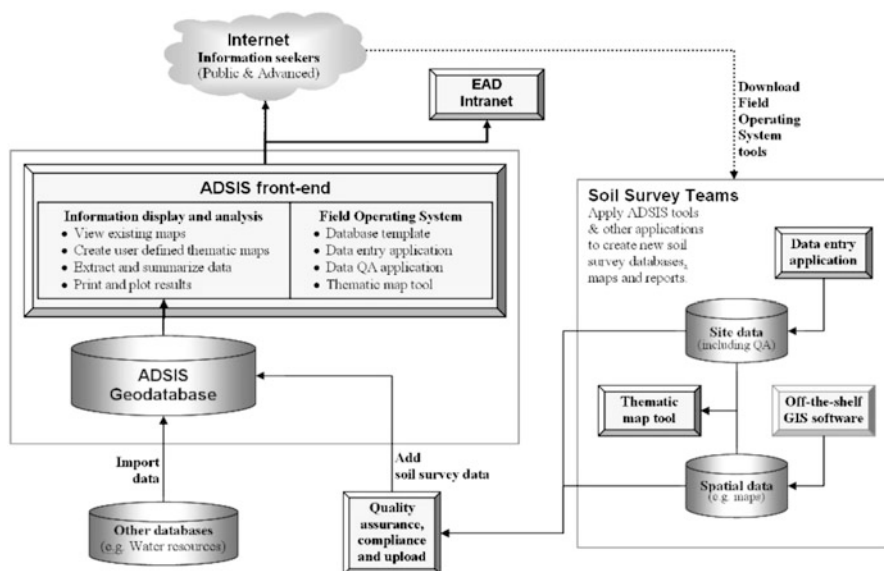 Internet
Information seekers
(Public & Advanced)
EAD
Intranet
Download
Field
Operating
System
tools
ADSIS front-end
Information display and analysis
• View existing maps
• Create user defined thematic maps
• Extract and summarize data
• Print and plot results
Field Operating System
• Database template
• Data entry application
• Data QA application
• Thematic map tool
ADSIS
Geodatabase
Import
data
Other databases
(e.g. Water resources)
Add
soil survey data
Quality
assurance,
compliance
and upload
Soil Survey Teams
Apply ADSIS tools
& other applications
to create new soil
survey databases,
maps and reports.
Data entry
application
Site data
(including QA)
Thematic
map tool
Off-the-shelf
GIS software
Spatial data
(e.g. maps)